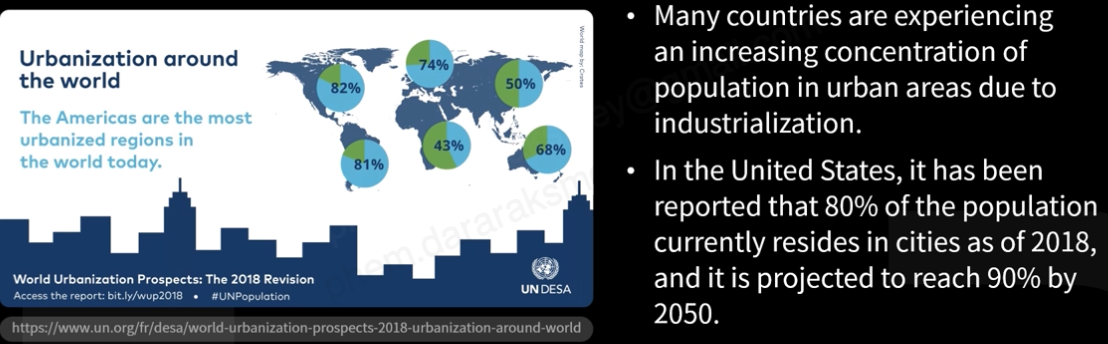 Urbanization around
the world
The Americas are the most
urbanized regions in
the world today.
82%
74%
50%
81%
43%
68%
World map by: Crates
World Urbanization Prospects: The 2018 Revision
Access the report: bit.ly/wup2018 • #UNPopulation
UN DESA
https://www.un.org/fr/desa/world-urbanization-prospects-2018-urbanization-around-world
• Many countries are experiencing
an increasing concentration of
population in urban areas due to
industrialization.
• In the United States, it has been
reported that 80% of the population
currently resides in cities as of 2018,
and it is projected to reach 90% by
2050.